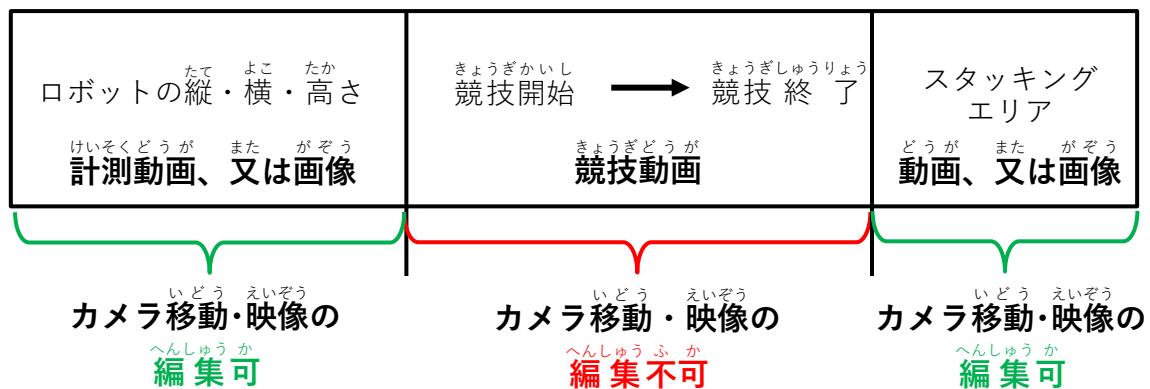 たて よこ たか
ロボットの縦・横・高さ
けいそくどうが また がぞう
計測動画、又は画像
きょうぎかいし きょうぎしゅうりょう
競技開始 競技終了
きょうぎどうが
競技動画
スタッキング
エリア
どうが また がぞう
動画、又は画像
いどう えいぞう
カメラ移動・映像の
へんしゅう か
編集可
いどう えいぞう
カメラ移動・映像の
へんしゅう ふ か
編集不可
いどう えいぞう
カメラ移動・映像の
へんしゅう か
編集可